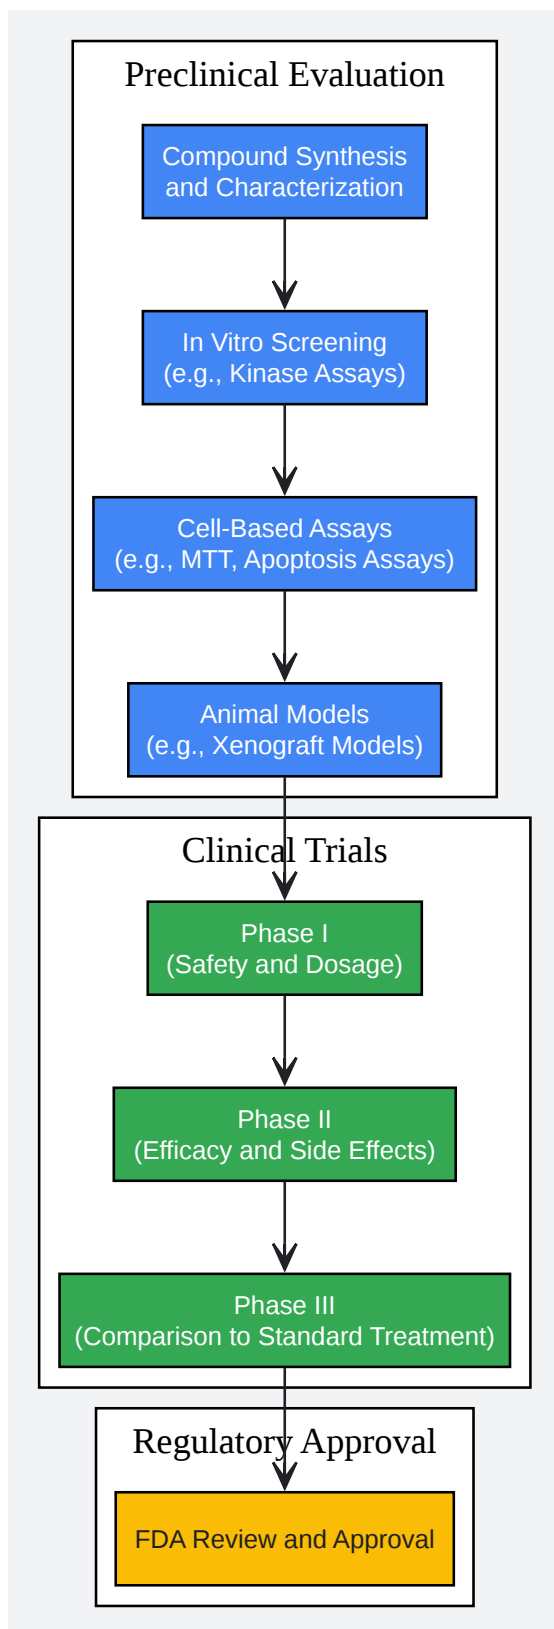 Preclinical Evaluation
Compound Synthesis
and Characterization
In Vitro Screening
(e.g., Kinase Assays)
Cell-Based Assays
(e.g., MTT, Apoptosis Assays)
Animal Models
(e.g., Xenograft Models)
Clinical Trials
Phase I
(Safety and Dosage)
Phase II
(Efficacy and Side Effects)
Phase III
(Comparison to Standard Treatment)
Regulatory Approval
FDA Review and Approval